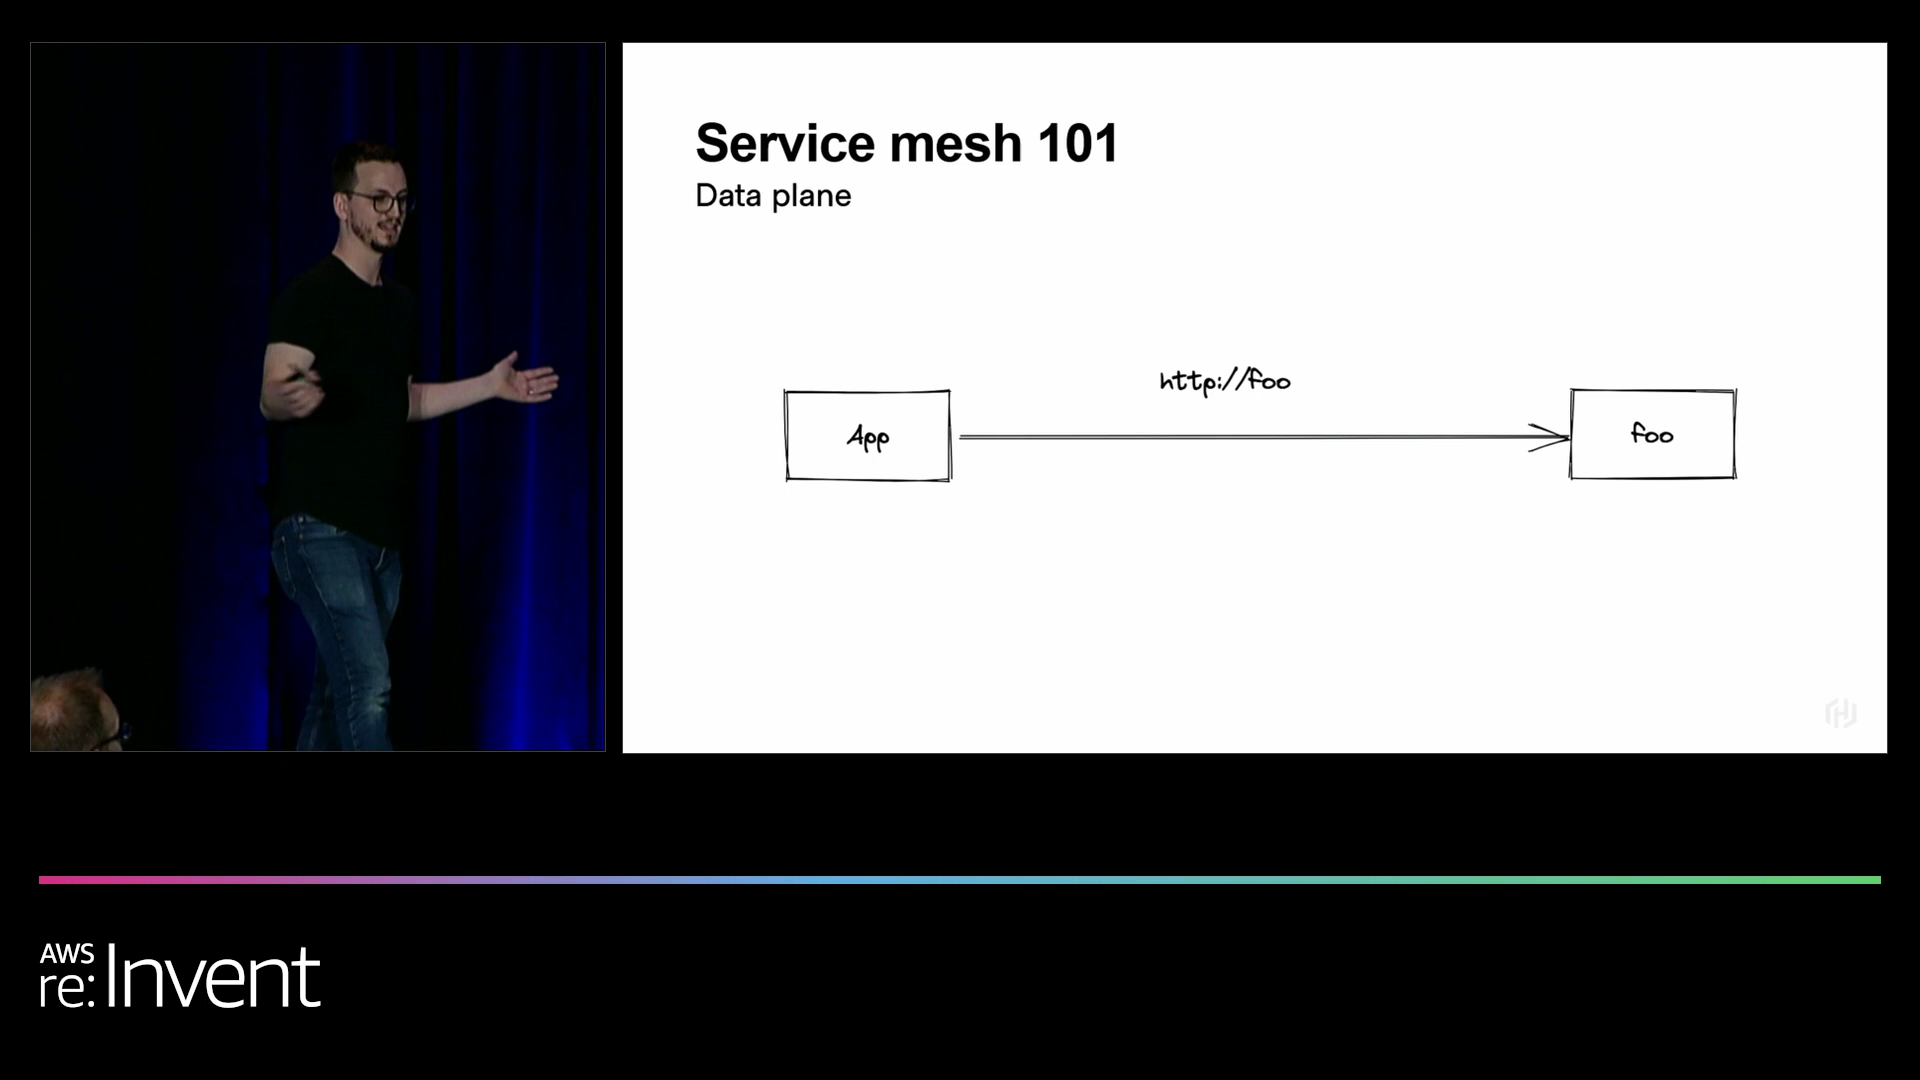 Service mesh 101
Data plane
http://foo
App
foo
AWS
re:Invent